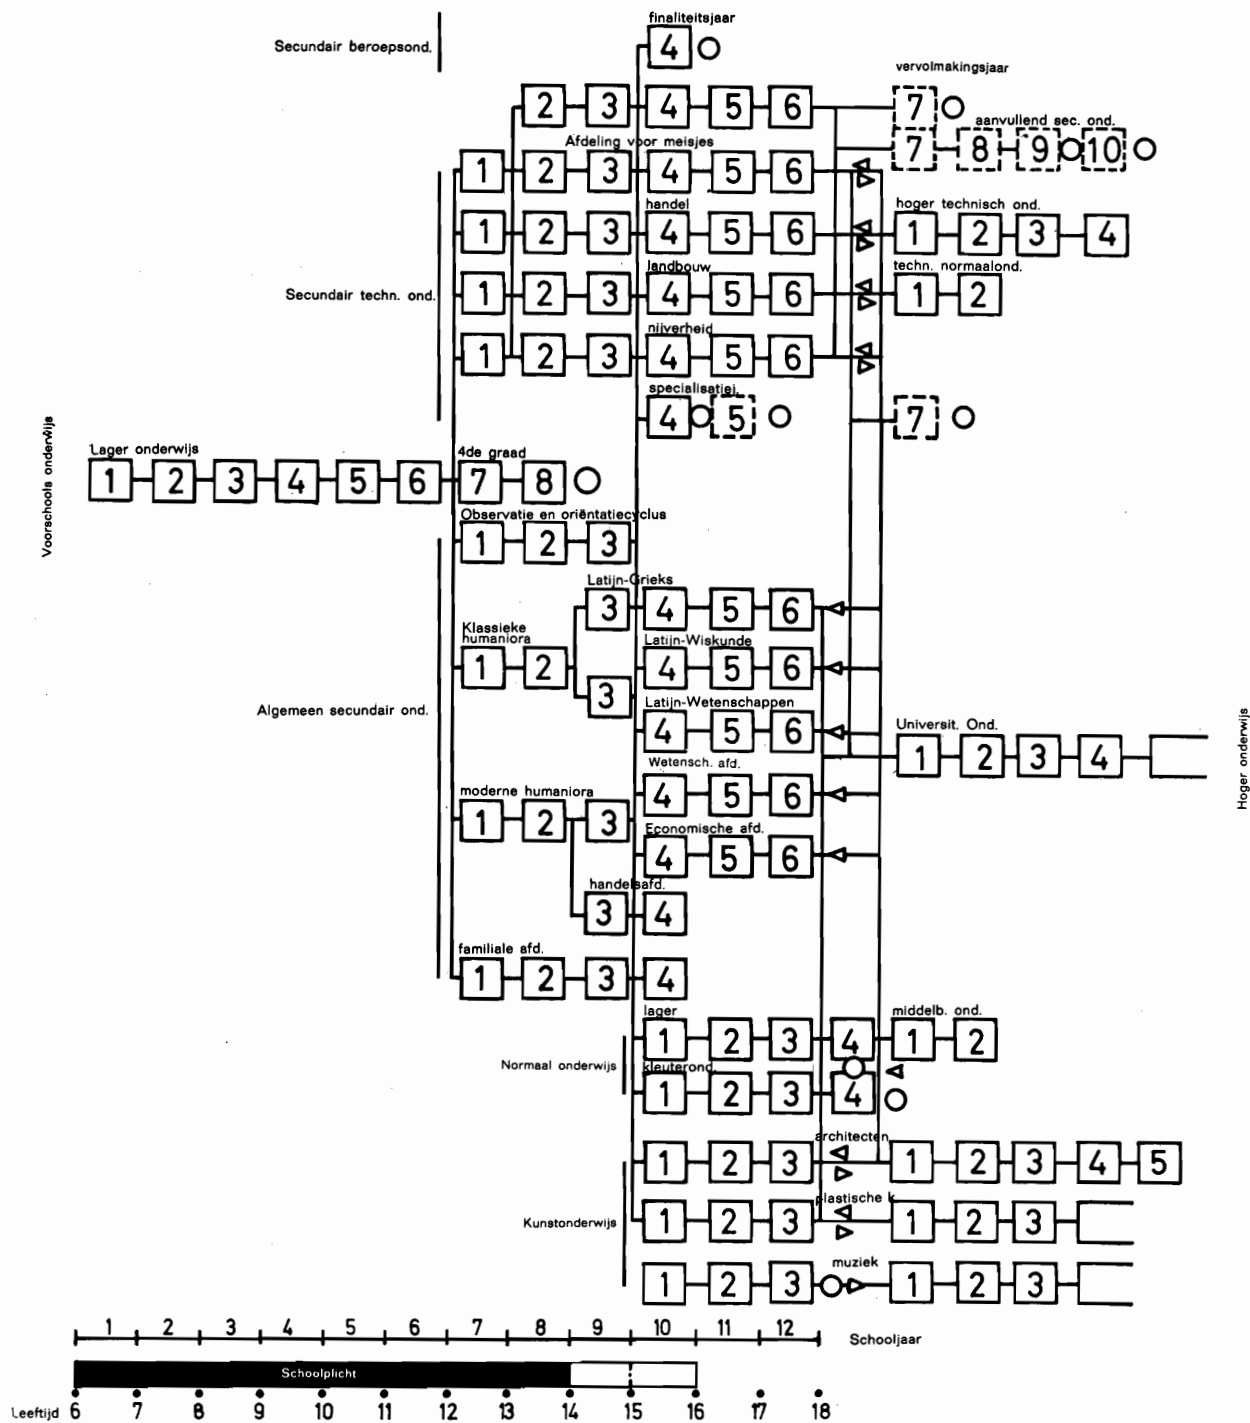 finaliteitsjaar
Secundair beroepsond.
4
vervolmakingsjaar
2 3 4 5 6 7
aanvullend sec. ond.
7 8 9 10
Afdeling voor meisjes
1 2 3 4 5 6
handel
hoger technisch ond.
1 2 3 4 5 6 1 2 3 4
landbouw
techn. normaalond.
Secundair techn. ond.
1 2 3 4 5 6 1 2
nijverheid
1 2 3 4 5 6
specialisatiej.
4 5 7
Voorschools onderwijs
Lager onderwijs
4de graad
1 2 3 4 5 6 7 8
Observatie en oriëntatiecyclus
1 2 3
Latijn-Grieks
3 4 5 6
Klassieke
humaniora
Latijn-Wiskunde
1 2 4 5 6
3
Latijn-Wetenschappen
4 5 6
Algemeen secundair ond.
Universit. Ond.
1 2 3 4
Hoger onderwijs
Wetensch. afd.
4 5 6
moderne humaniora
1 2 3
Economische afd.
4 5 6
handelsafd.
3 4
familiale afd.
1 2 3 4
lager
middelb. ond.
1 2 3 4 1 2
Normaal onderwijs
kleuterond.
1 2 3 4
architecten
1 2 3 1 2 3 4 5
plastische k.
Kunstonderwijs
1 2 3 1 2 3
muziek
1 2 3 1 2 3
1 2 3 4 5 6 7 8 9 10 11 12 Schooljaar
Schoolplicht
Leeftijd 6 7 8 9 10 11 12 13 14 15 16 17 18